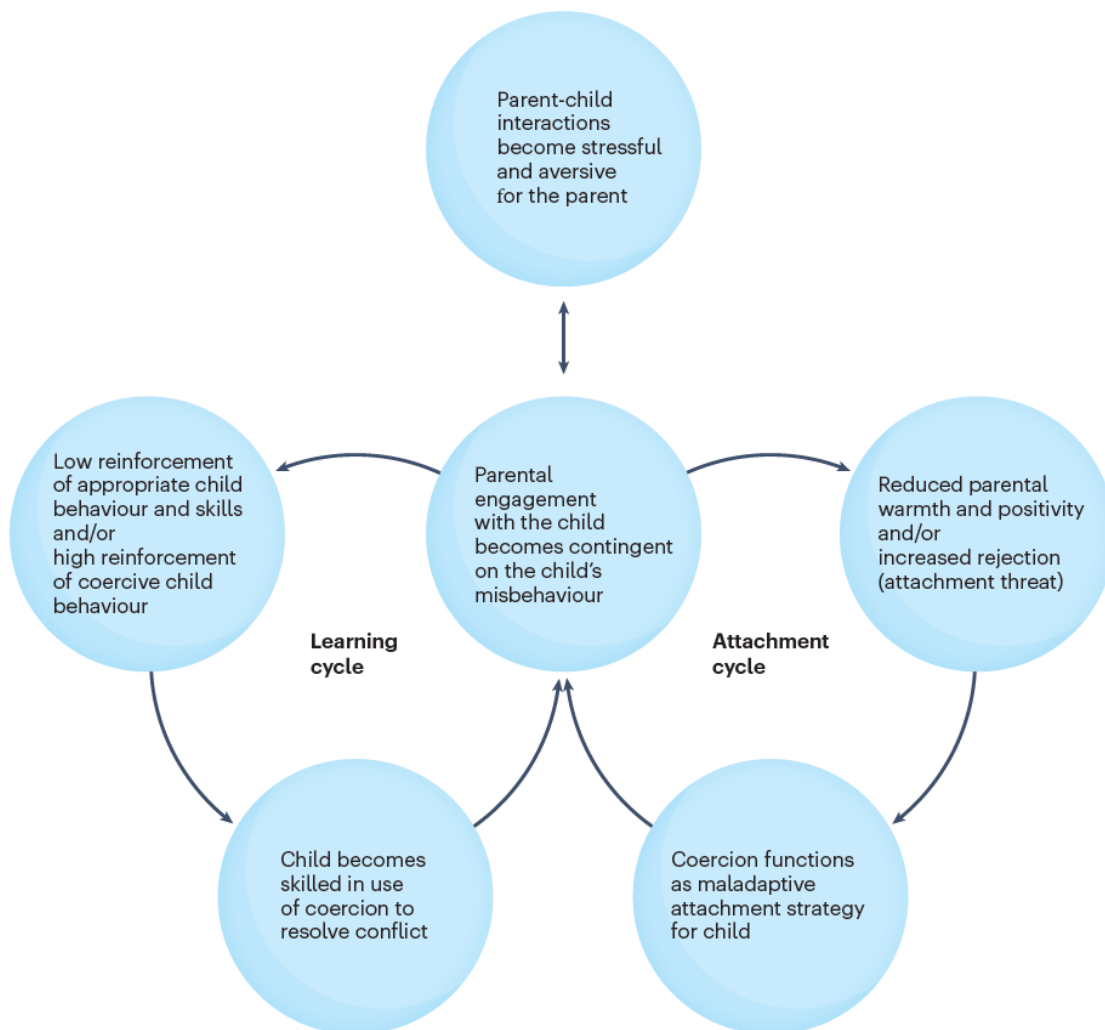 Parent-child
interactions
become stressful
and aversive
for the parent
Low reinforcement
of appropriate child
behaviour and skills
and/or
high reinforcement
of coercive child
behaviour
Parental
engagement
with the child
becomes contingent
on the child’s
misbehaviour
Reduced parental
warmth and positivity
and/or
increased rejection
(attachment threat)
Learning
cycle
Attachment
cycle
Child becomes
skilled in use
of coercion to
resolve conflict
Coercion functions
as maladaptive
attachment strategy
for child